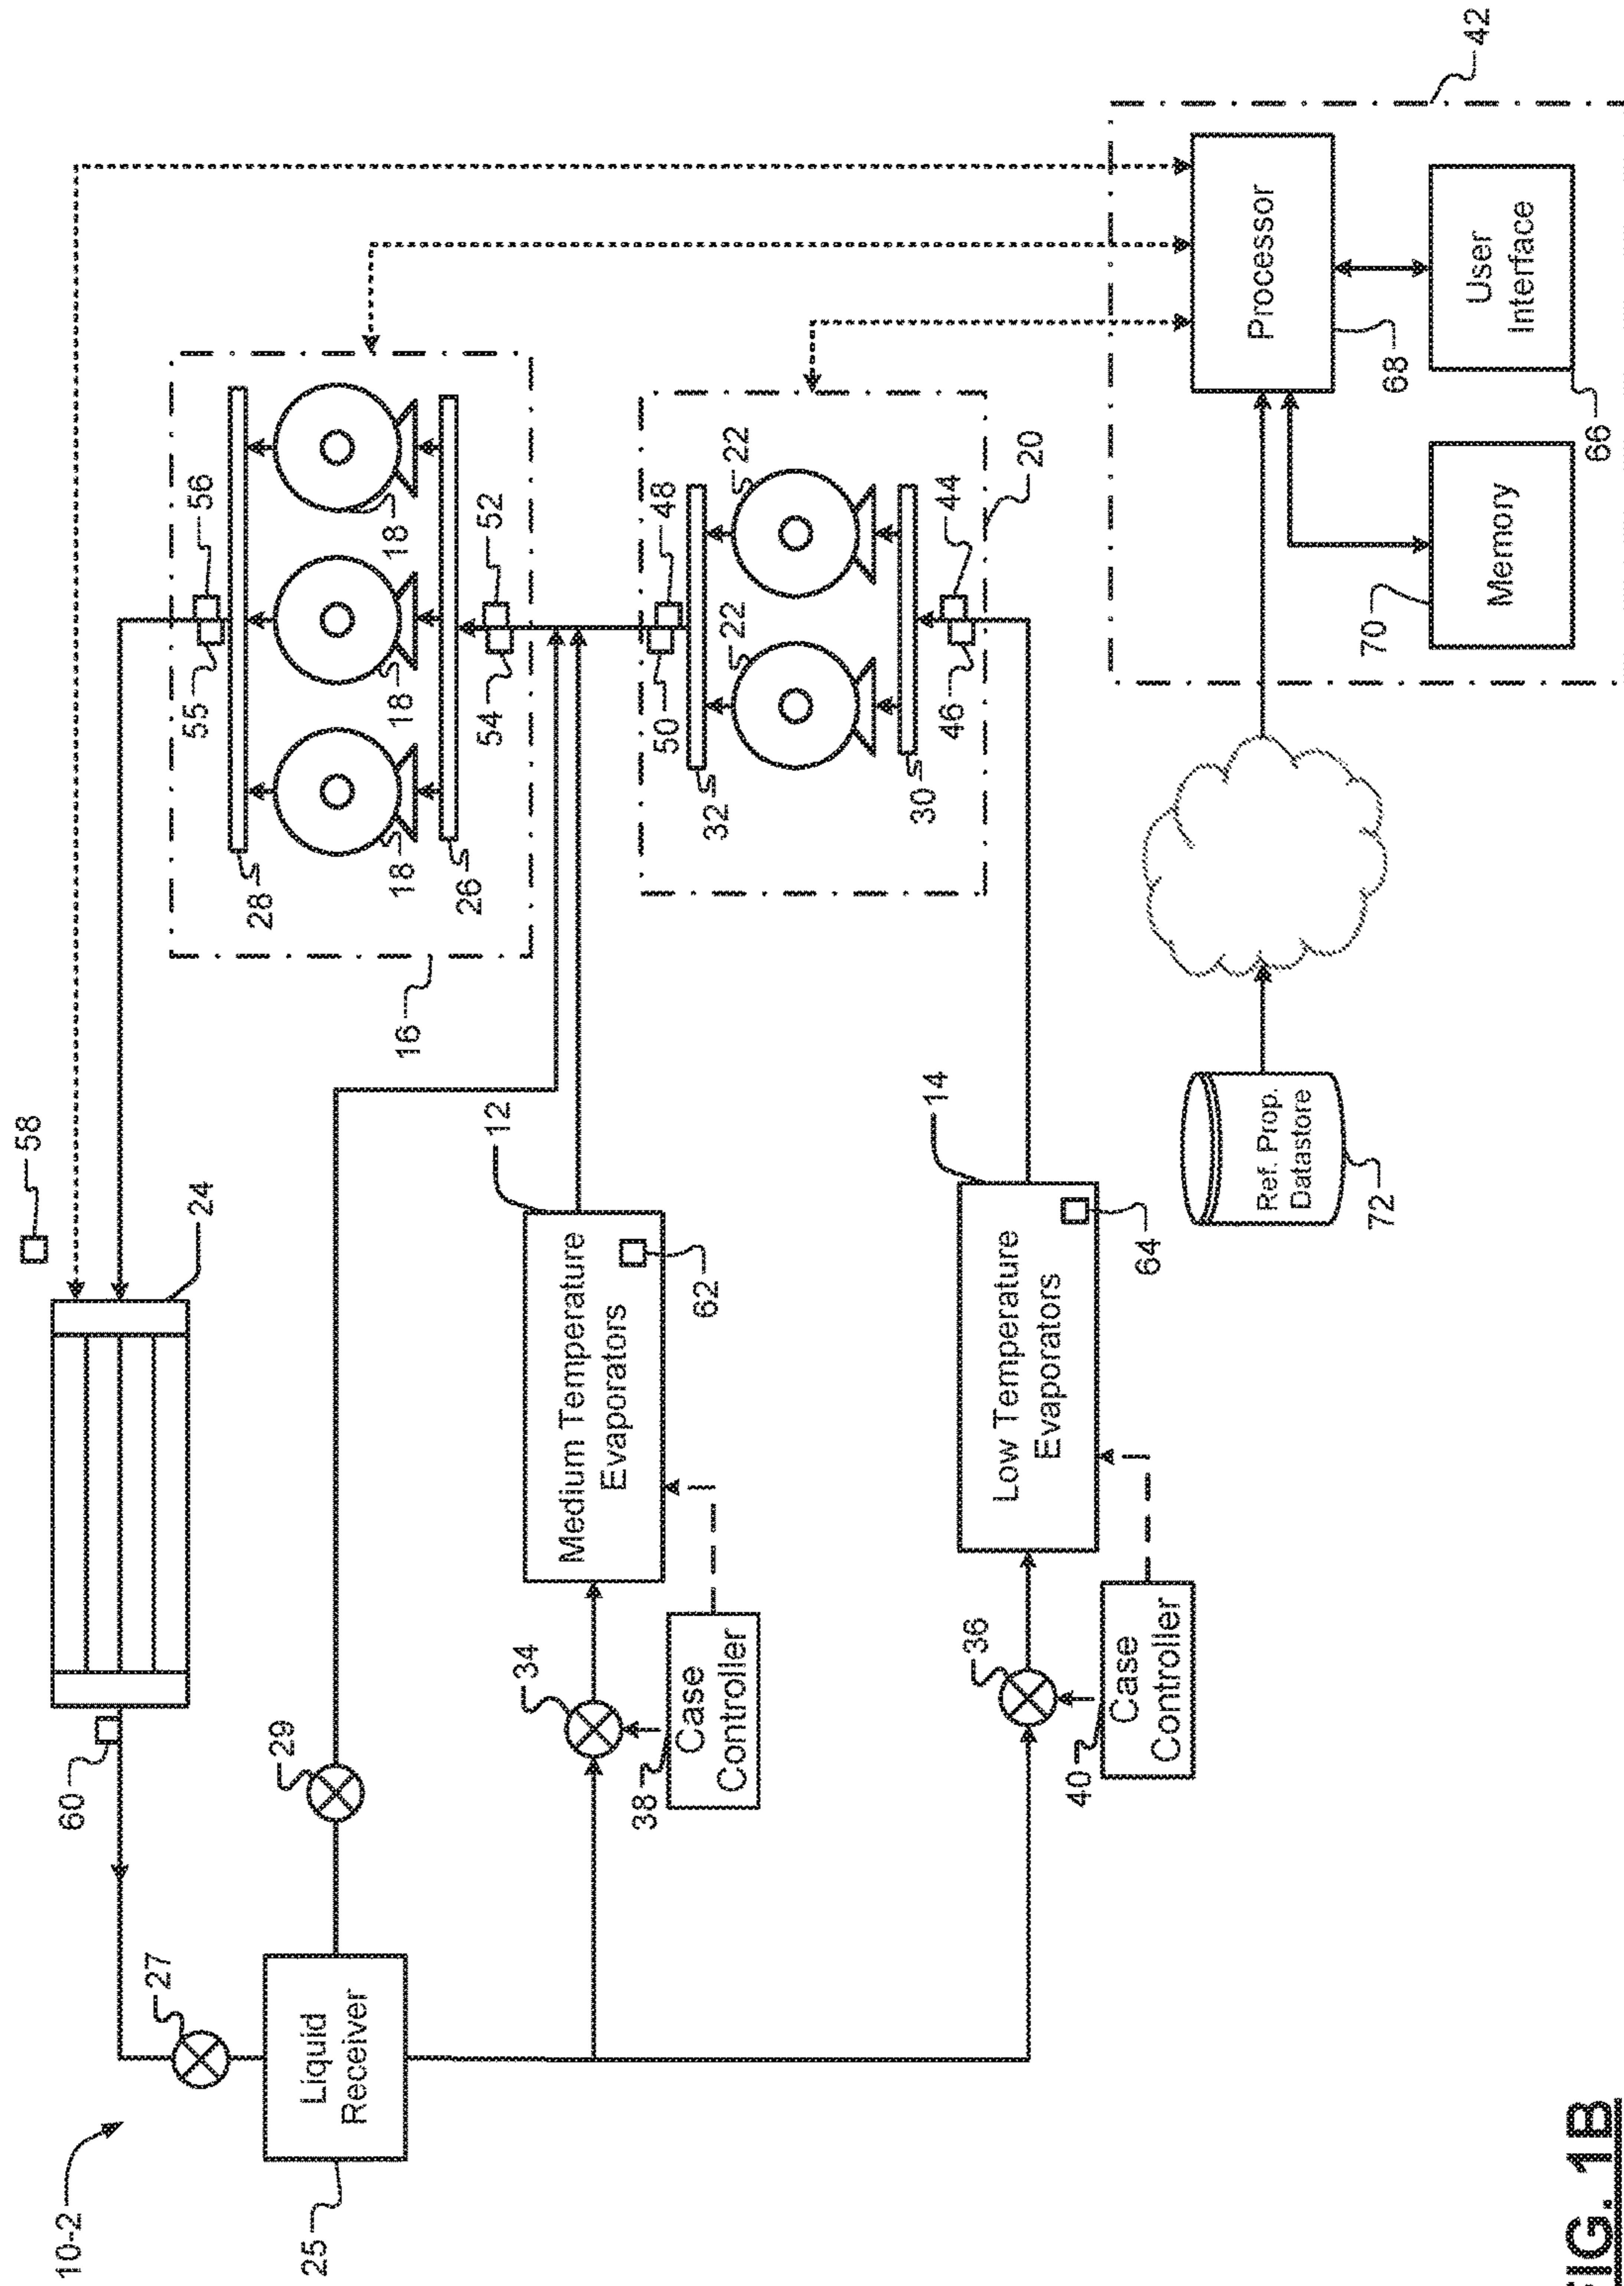 10-2
58
24
60
27
29
Liquid
Receiver
25
55
56
28
18
18
18
26
54
52
16
12
Medium Temperature
Evaporators
62
34
Case
Controller
38
50
48
22
22
32
30
46
44
20
14
Low Temperature
Evaporators
64
36
Case
Controller
40
Ref. Prop.
Datastore
72
42
Processor
68
Memory
70
User
Interface
66
FIG. 1B